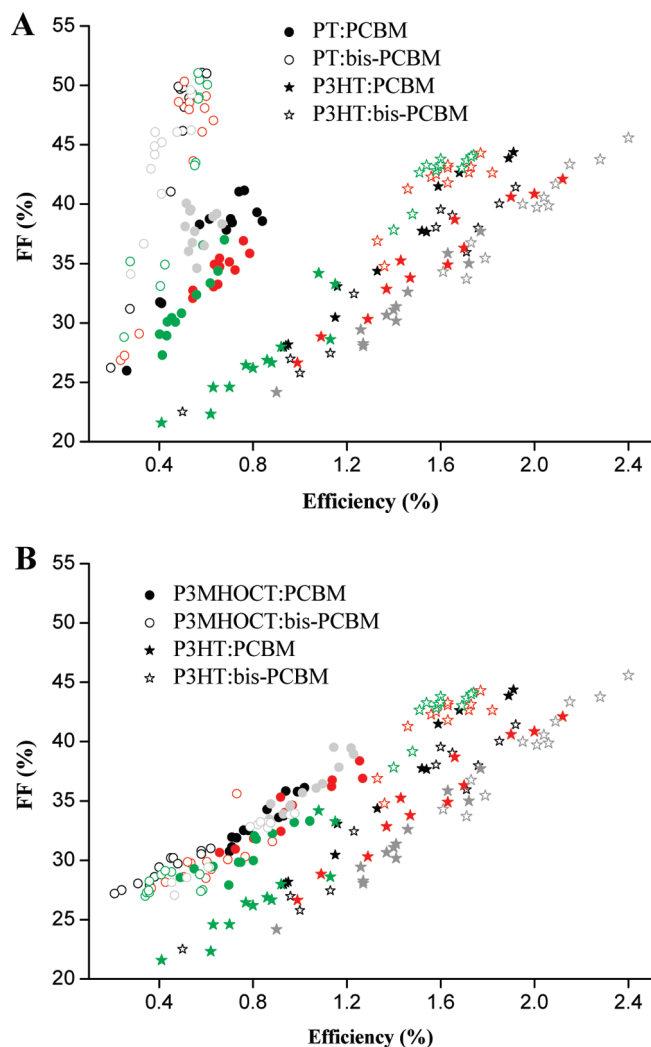 A
PT:PCBM
PT:bis-PCBM
P3HT:PCBM
P3HT:bis-PCBM
FF (%)
55
50
45
40
35
30
25
20
0.4 0.8 1.2 1.6 2.0 2.4
Efficiency (%)
B
P3MHOCT:PCBM
P3MHOCT:bis-PCBM
P3HT:PCBM
P3HT:bis-PCBM
FF (%)
55
50
45
40
35
30
25
20
0.4 0.8 1.2 1.6 2.0 2.4
Efficiency (%)